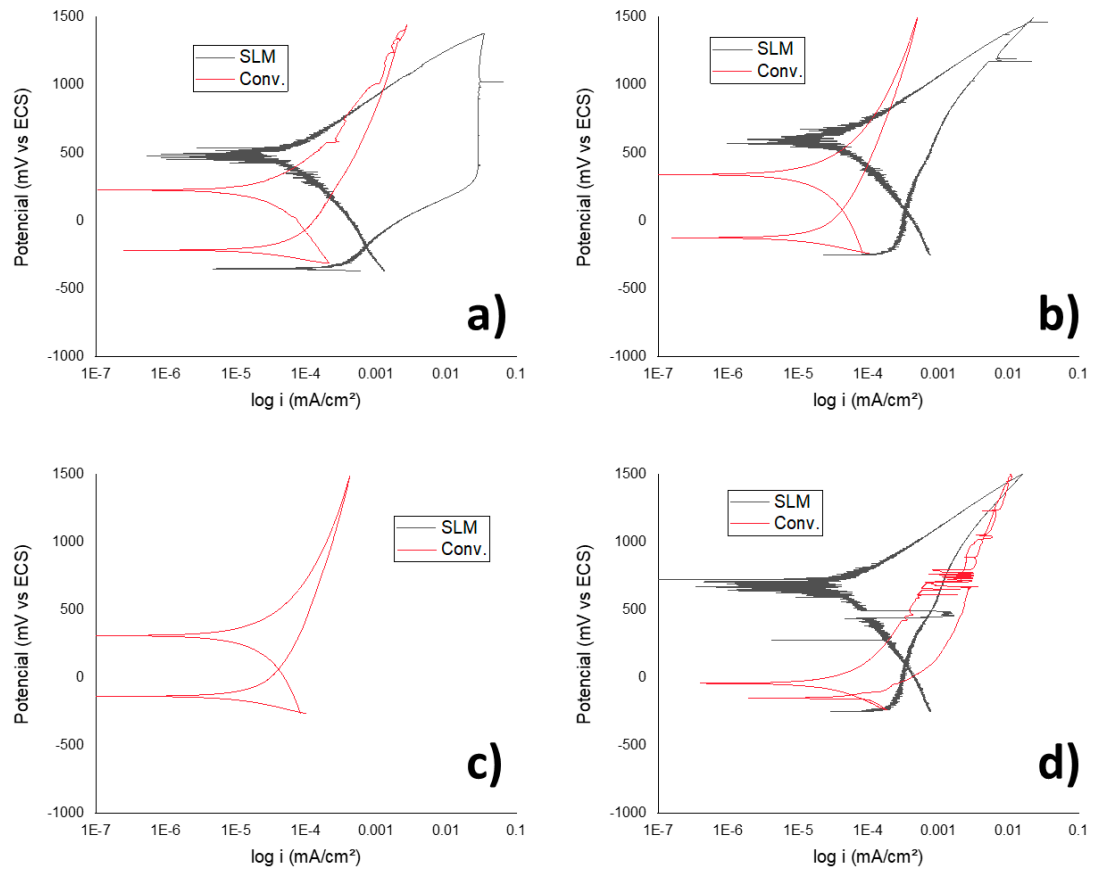 1500
1000
500
0
-500
-1000
Potencial (mV vs ECS)
SLM
Conv.
a)
1E-7 1E-6 1E-5 1E-4 0.001 0.01 0.1
log i (mA/cm²)
1500
1000
500
0
-500
-1000
Potencial (mV vs ECS)
SLM
Conv.
b)
1E-7 1E-6 1E-5 1E-4 0.001 0.01 0.1
log i (mA/cm²)
1500
1000
500
0
-500
-1000
Potencial (mV vs ECS)
SLM
Conv.
c)
1E-7 1E-6 1E-5 1E-4 0.001 0.01 0.1
log i (mA/cm²)
1500
1000
500
0
-500
-1000
Potencial (mV vs ECS)
SLM
Conv.
d)
1E-7 1E-6 1E-5 1E-4 0.001 0.01 0.1
log i (mA/cm²)